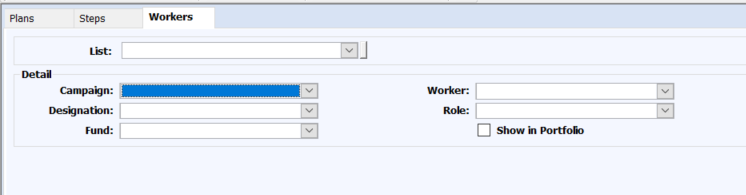 Plans Steps Workers
List:
Detail
Campaign: Worker:
Designation: Role:
Fund: Show in Portfolio